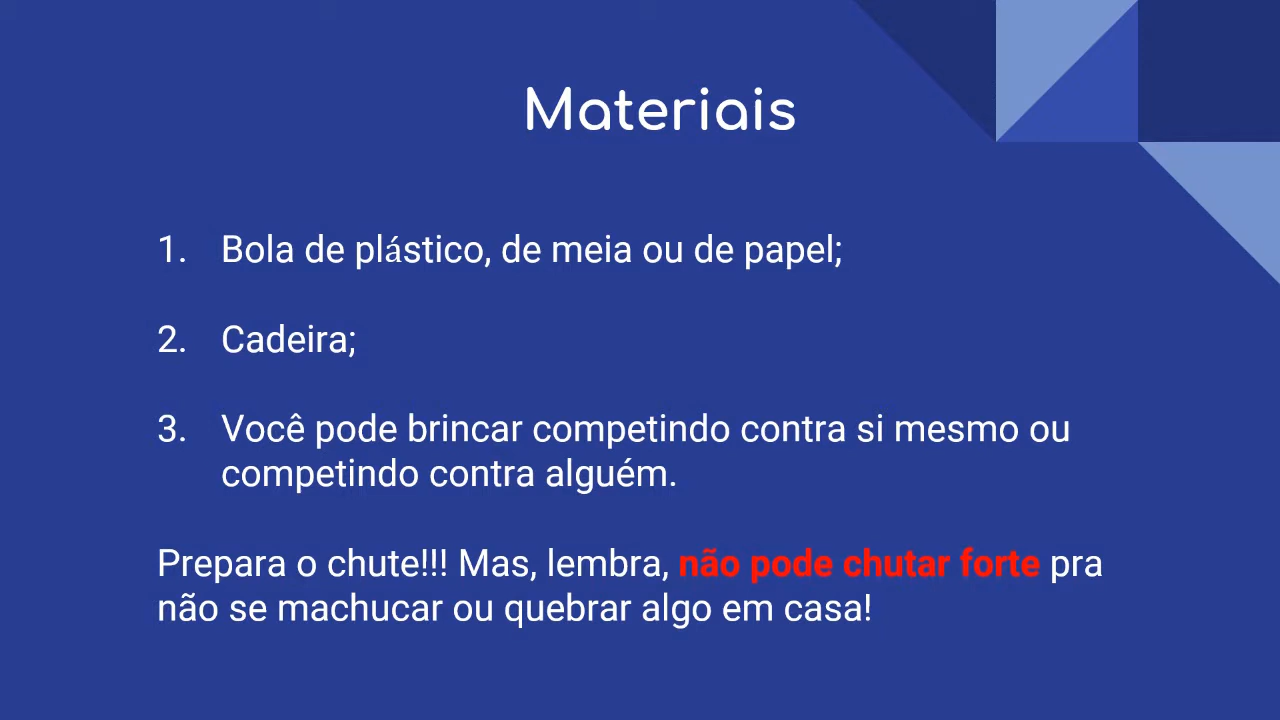 Materiais
1. Bola de plástico, de meia ou de papel;
2. Cadeira;
3. Você pode brincar competindo contra si mesmo ou
competindo contra alguém.
Prepara o chute!!! Mas, lembra, não pode chutar forte pra
não se machucar ou quebrar algo em casa!